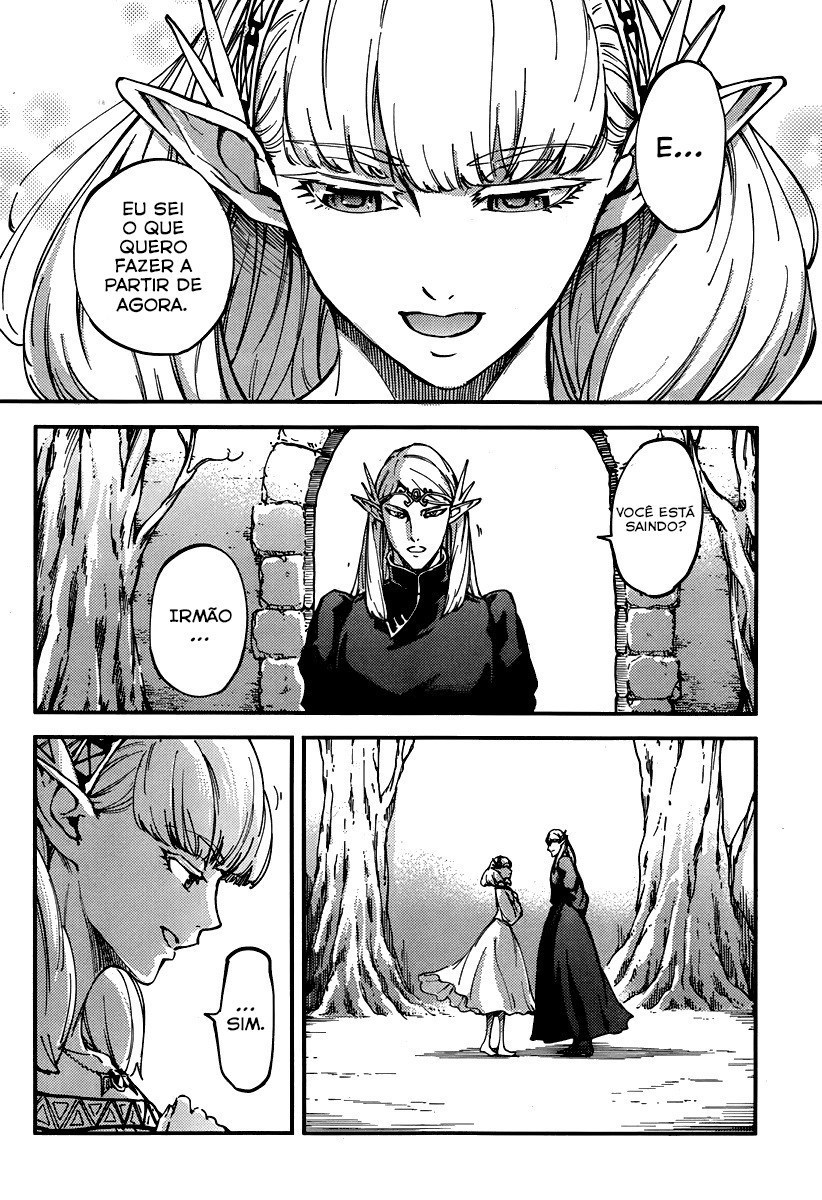 E...
EU SEI
O QUE
QUERO
FAZER A
PARTIR DE
AGORA.
VOCÊ ESTÁ
SAINDO?
IRMÃO
...
...
SIM.